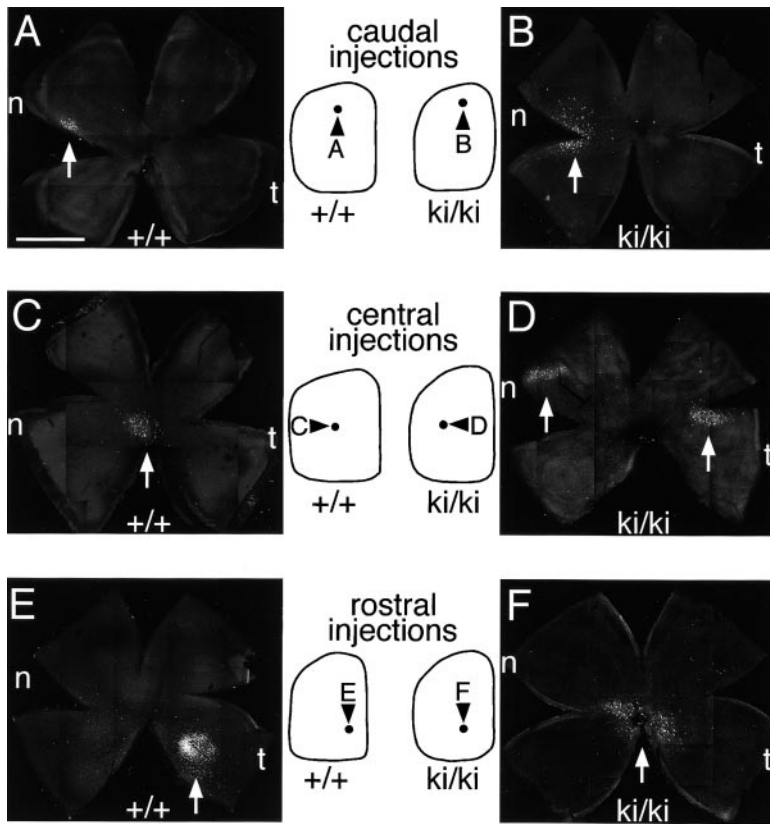 A
n
t
+/+
caudal
injections
A
B
+/+
ki/ki
B
n
t
ki/ki
C
n
t
+/+
central
injections
C
D
+/+
ki/ki
D
n
t
ki/ki
E
n
t
+/+
rostral
injections
E
F
+/+
ki/ki
F
n
t
ki/ki